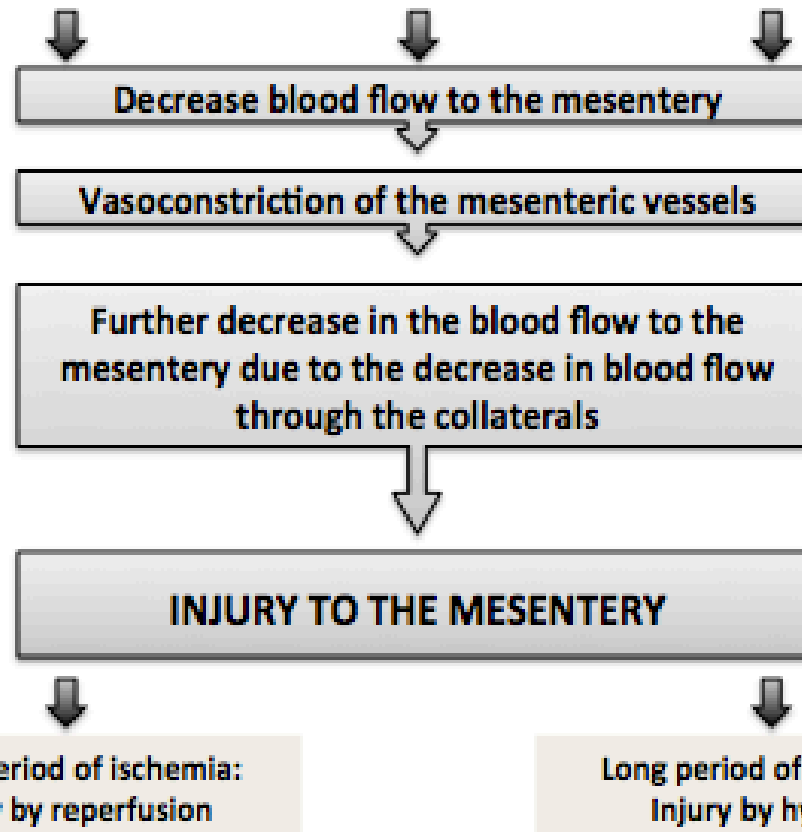 Decrease blood flow to the mesentery
Vasoconstriction of the mesenteric vessels
Further decrease in the blood flow to the
mesentery due to the decrease in blood flow
through the collaterals
INJURY TO THE MESENTERY
of ischemia:
by reperfusion
Long period of
Injury by